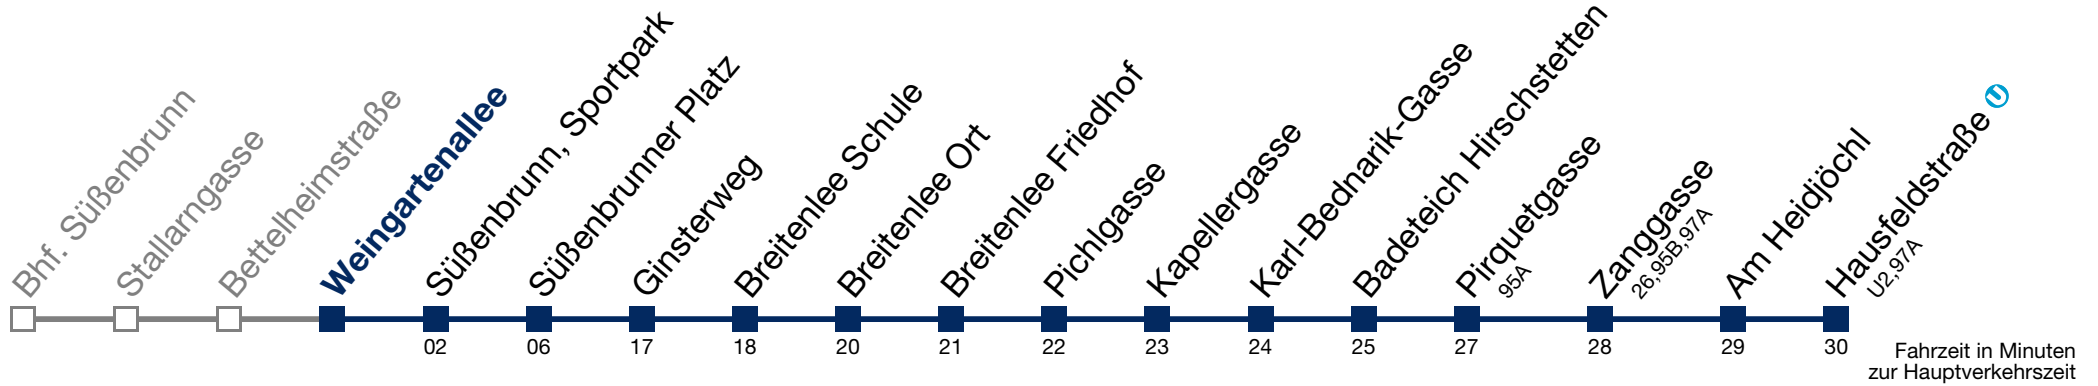 Bhf. Süßenbrunn
Stallarngasse
Bettelheimstraße
Weingartenallee
Süßenbrunn, Sportpark
Süßenbrunner Platz
Ginsterweg
Breitenlee Schule
Breitenlee Ort
Breitenlee Friedhof
Pichlgasse
Kapellergasse
Karl-Bednarik-Gasse
Badeteich Hirschstetten
Pirquetgasse
95A
Zanggasse
26,95B,97A
Am Heidjöchl
Hausfeldstraße U
U2,97A
02 06 17 18 20 21 22 23 24 25 27 28 29 30
Fahrzeit in Minuten
zur Hauptverkehrszeit